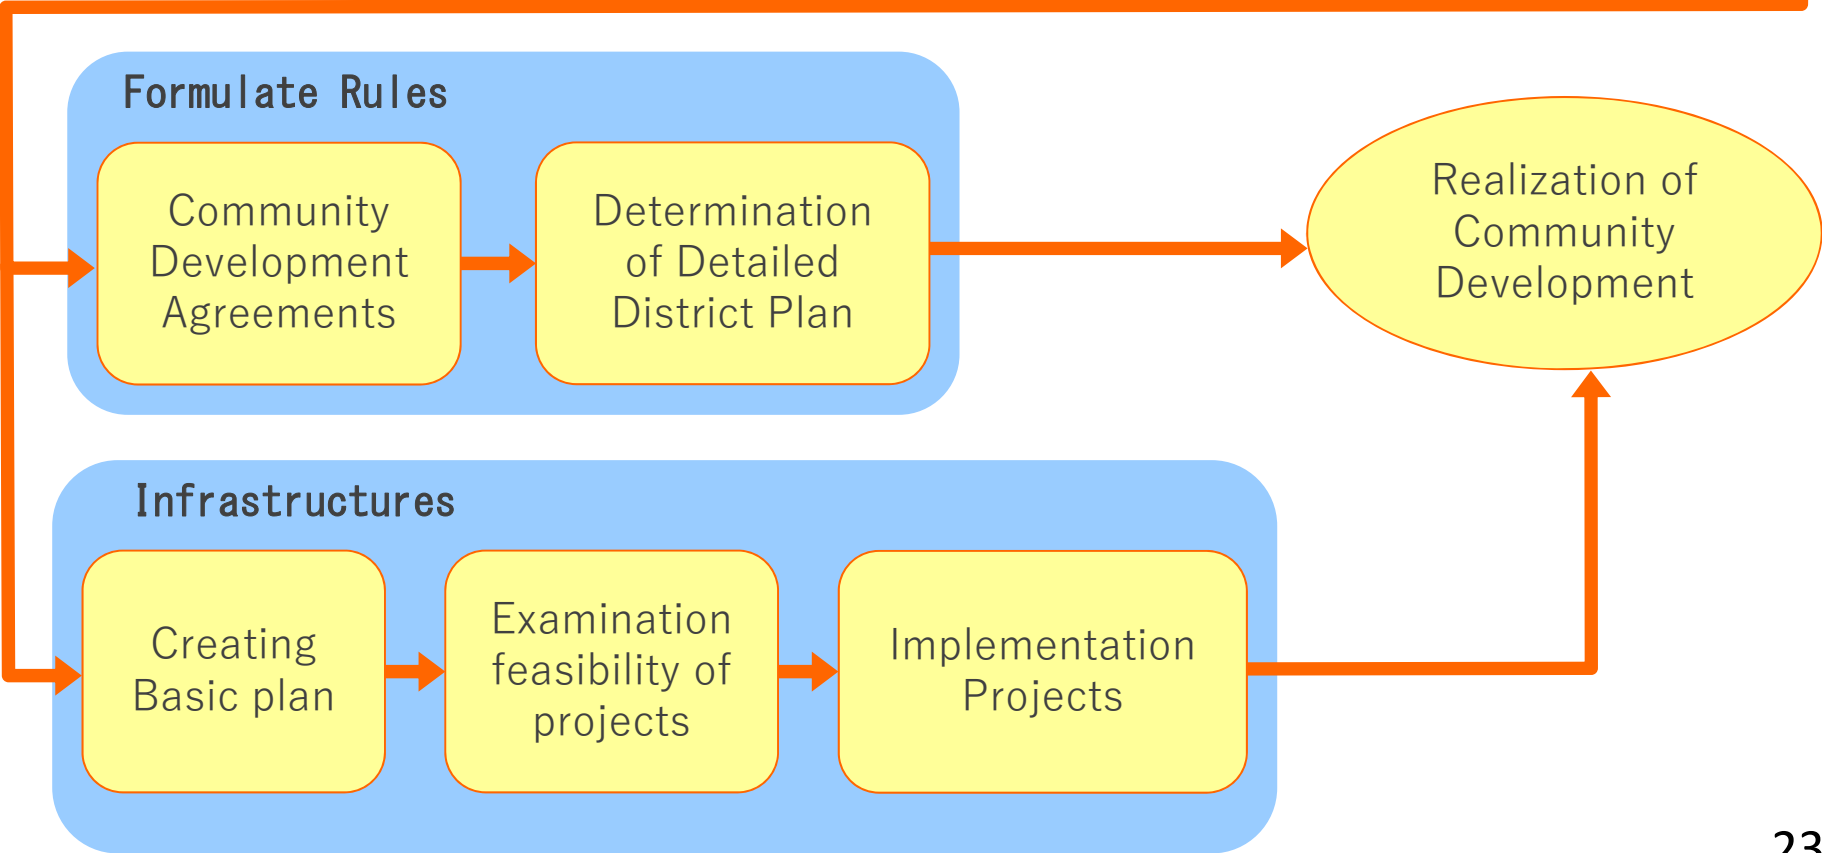 Formulate Rules
Community
Development
Agreements
Determination
of Detailed
District Plan
Realization of
Community
Development
Infrastructures
Creating
Basic plan
Examination
feasibility of
projects
Implementation
Projects
23